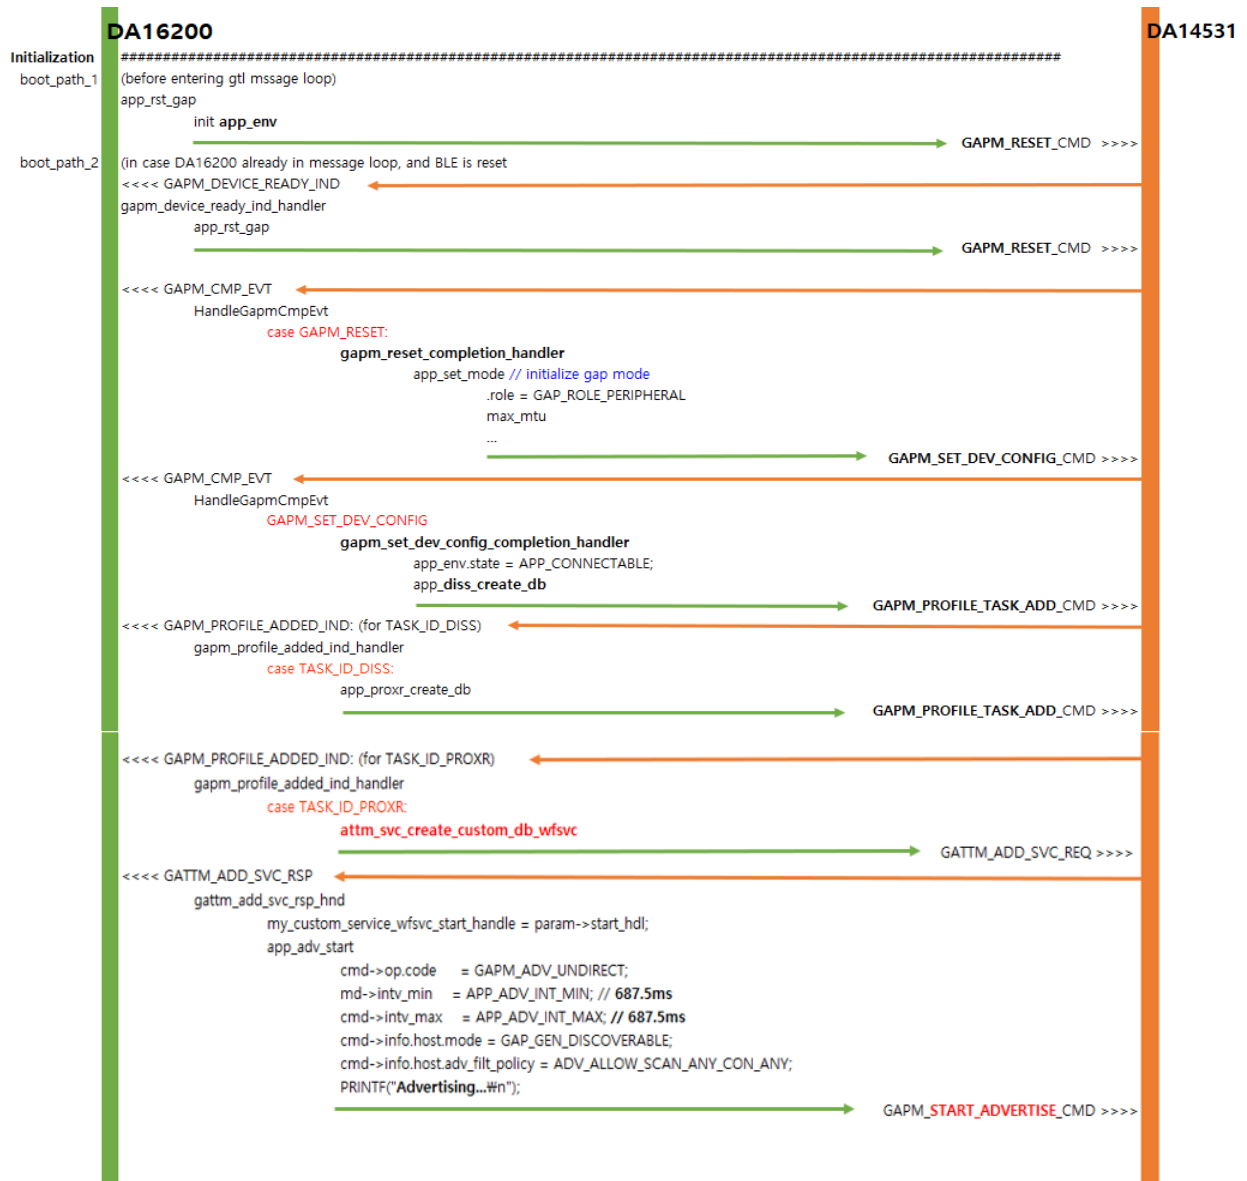 DA16200 DA14531
Initialization ####################################################################################################################
boot_path_1 (before entering gtl mssage loop)
app_rst_gap
init app_env
GAPM_RESET_CMD >>>>
boot_path_2 (in case DA16200 already in message loop, and BLE is reset
<<<< GAPM_DEVICE_READY_IND
gapm_device_ready_ind_handler
app_rst_gap
GAPM_RESET_CMD >>>>
<<<< GAPM_CMP_EVT
HandleGapmCmpEvt
case GAPM_RESET:
gapm_reset_completion_handler
app_set_mode // initialize gap mode
.role = GAP_ROLE_PERIPHERAL
max_mtu
...
GAPM_SET_DEV_CONFIG_CMD >>>>
<<<< GAPM_CMP_EVT
HandleGapmCmpEvt
GAPM_SET_DEV_CONFIG
gapm_set_dev_config_completion_handler
app_env.state = APP_CONNECTABLE;
app_diss_create_db
GAPM_PROFILE_TASK_ADD_CMD >>>>
<<<< GAPM_PROFILE_ADDED_IND: (for TASK_ID_DISS)
gapm_profile_added_ind_handler
case TASK_ID_DISS:
app_proxr_create_db
GAPM_PROFILE_TASK_ADD_CMD >>>>
<<<< GAPM_PROFILE_ADDED_IND: (for TASK_ID_PROXR)
gapm_profile_added_ind_handler
case TASK_ID_PROXR:
attm_svc_create_custom_db_wfsvc
GATTM_ADD_SVC_REQ >>>>
<<<< GATTM_ADD_SVC_RSP
gattm_add_svc_rsp_hnd
my_custom_service_wfsvc_start_handle = param->start_hdl;
app_adv_start
cmd->op.code = GAPM_ADV_UNDIRECT;
md->intv_min = APP_ADV_INT_MIN; // 687.5ms
cmd->intv_max = APP_ADV_INT_MAX; // 687.5ms
cmd->info.host.mode = GAP_GEN_DISCOVERABLE;
cmd->info.host.adv_filt_policy = ADV_ALLOW_SCAN_ANY_CON_ANY;
PRINTF("Advertising...₩n");
GAPM_START_ADVERTISE_CMD >>>>